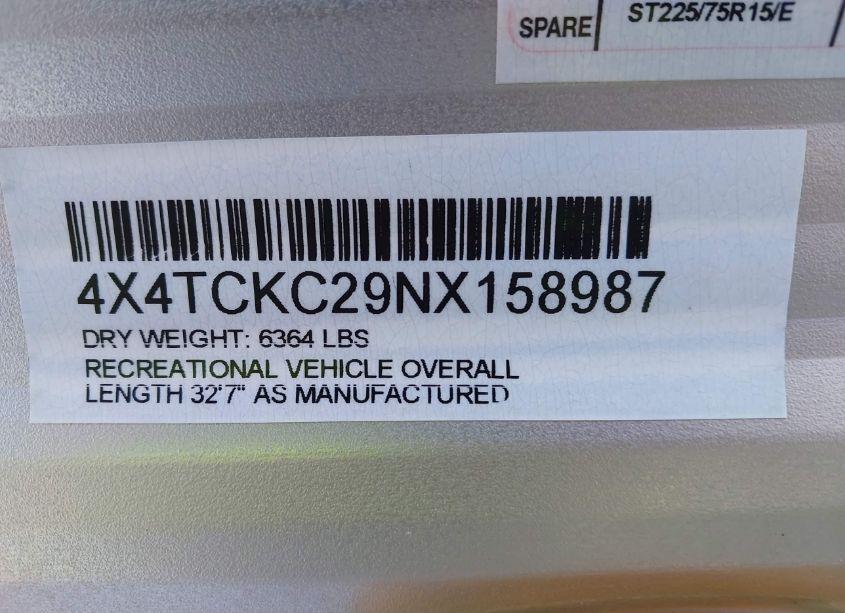 SPARE ST225/75R15/E
4X4TCKC29NX158987
DRY WEIGHT: 6364 LBS
RECREATIONAL VEHICLE OVERALL
LENGTH 32'7" AS MANUFACTURED